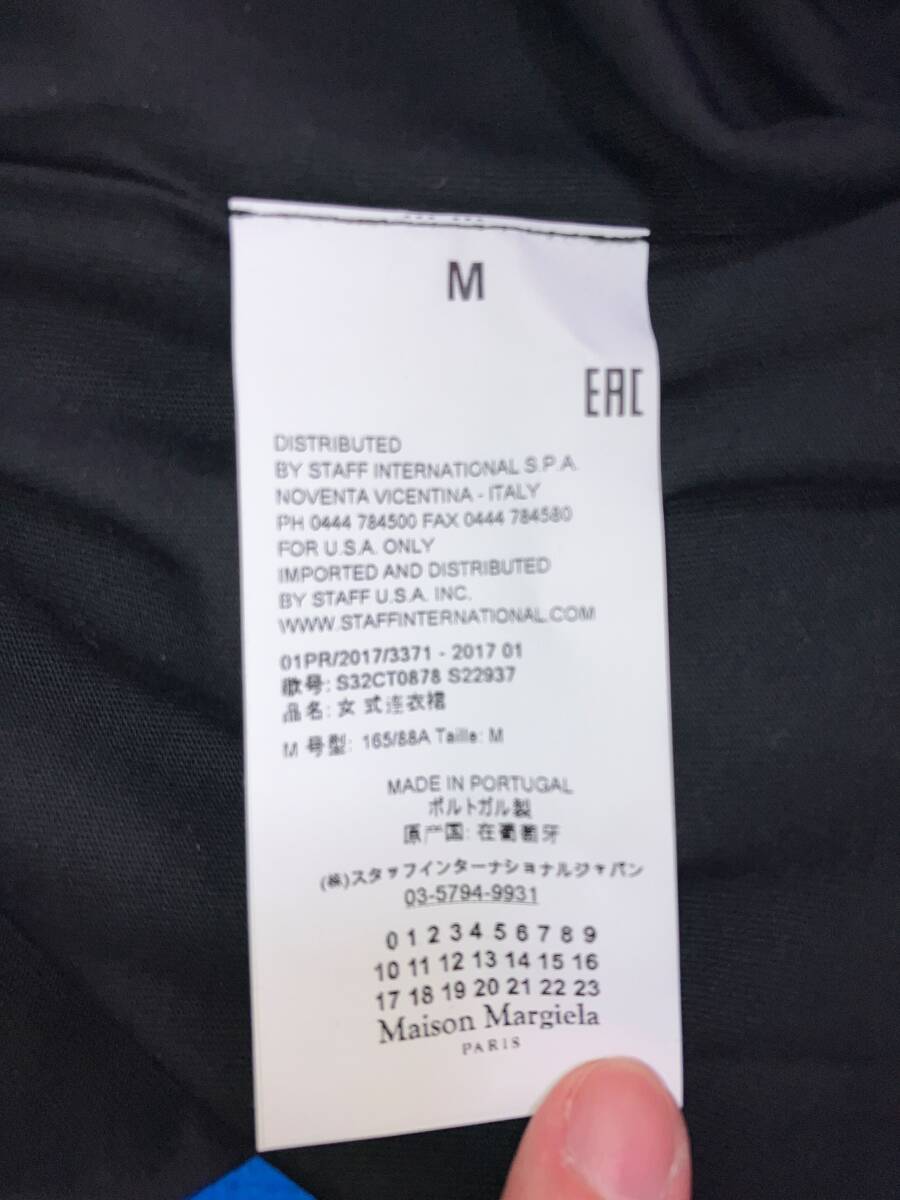 M
EAC
DISTRIBUTED
BY STAFF INTERNATIONAL S.P.A.
NOVENTA VICENTINA - ITALY
PH 0444 784500 FAX 0444 784580
FOR U.S.A. ONLY
IMPORTED AND DISTRIBUTED
BY STAFF U.S.A. INC.
WWW.STAFFINTERNATIONAL.COM
01PR/2017/3371 - 2017 01
款号: S32CT0878 S22937
品名: 女式连衣裙
M 号型: 165/88A Taille: M
MADE IN PORTUGAL
ポルトガル製
原产国: 在葡萄牙
(株)スタッフインターナショナルジャパン
03-5794-9931
0 1 2 3 4 5 6 7 8 9
10 11 12 13 14 15 16
17 18 19 20 21 22 23
Maison Margiela
PARIS